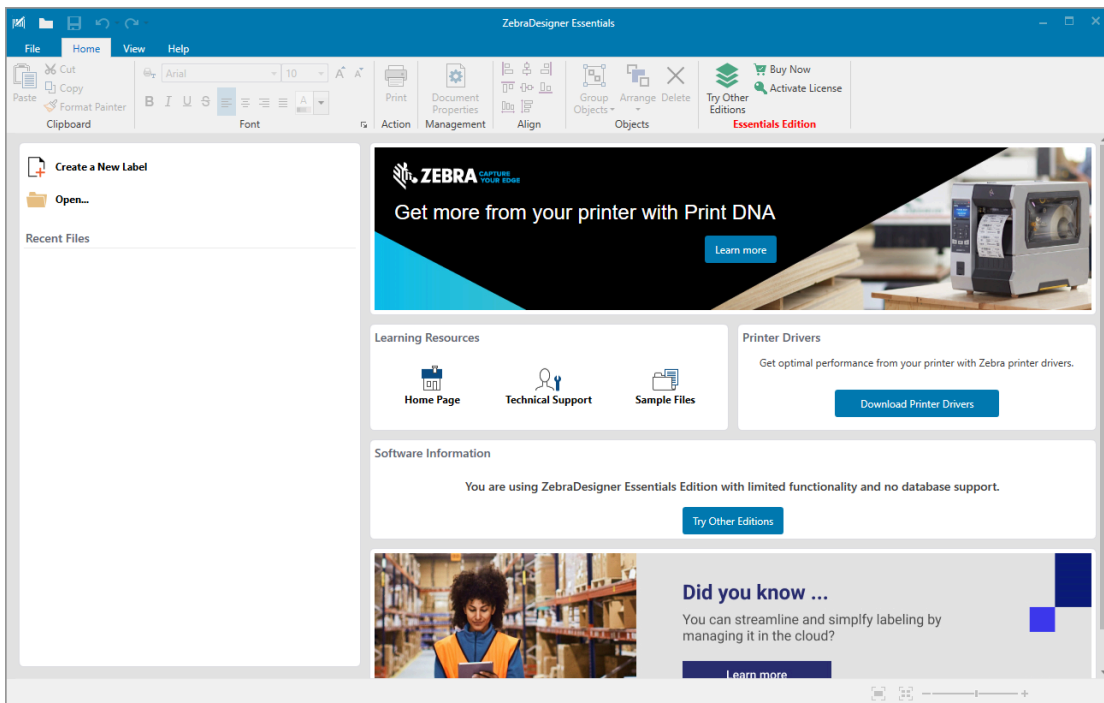 ZebraDesigner Essentials
File Home View Help
Paste
Cut
Copy
Format Painter
Clipboard
Arial 10
B I U S
Font
Print
Action
Document
Properties
Management
Align
Group
Objects
Arrange
Delete
Objects
Try Other
Editions
Buy Now
Activate License
Essentials Edition
Create a New Label
Open...
Recent Files
ZEBRA CAPTURE
YOUR EDGE
Get more from your printer with Print DNA
Learn more
Learning Resources
Home Page
Technical Support
Sample Files
Printer Drivers
Get optimal performance from your printer with Zebra printer drivers.
Download Printer Drivers
Software Information
You are using ZebraDesigner Essentials Edition with limited functionality and no database support.
Try Other Editions
Did you know ...
You can streamline and simplfy labeling by
managing it in the cloud?
Learn more